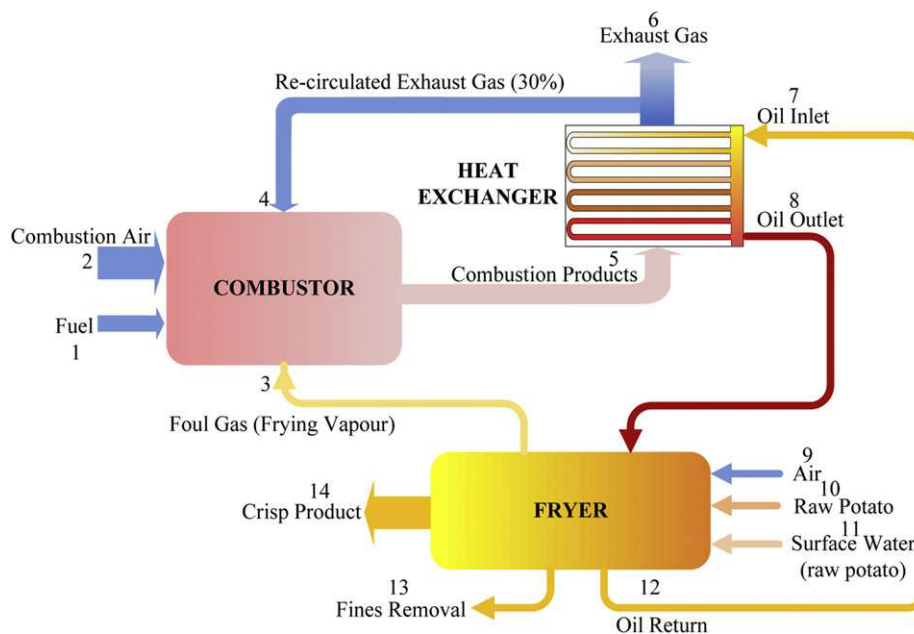 6
Exhaust Gas
Re-circulated Exhaust Gas (30%)
7
Oil Inlet
HEAT
EXCHANGER
4
8
Oil Outlet
Combustion Air
2
5
Combustion Products
COMBUSTOR
Fuel
1
3
Foul Gas (Frying Vapour)
9
Air
14
Crisp Product
FRYER
10
Raw Potato
11
Surface Water
(raw potato)
13
Fines Removal
12
Oil Return